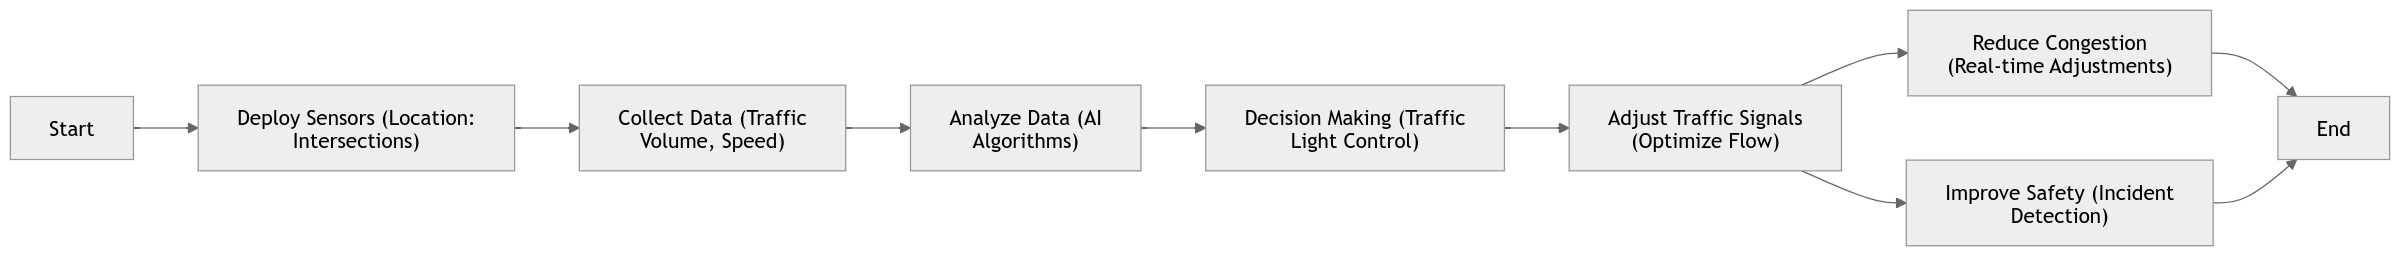 Start
Deploy Sensors (Location:
Intersections)
Collect Data (Traffic
Volume, Speed)
Analyze Data (AI
Algorithms)
Decision Making (Traffic
Light Control)
Adjust Traffic Signals
(Optimize Flow)
Reduce Congestion
(Real-time Adjustments)
Improve Safety (Incident
Detection)
End